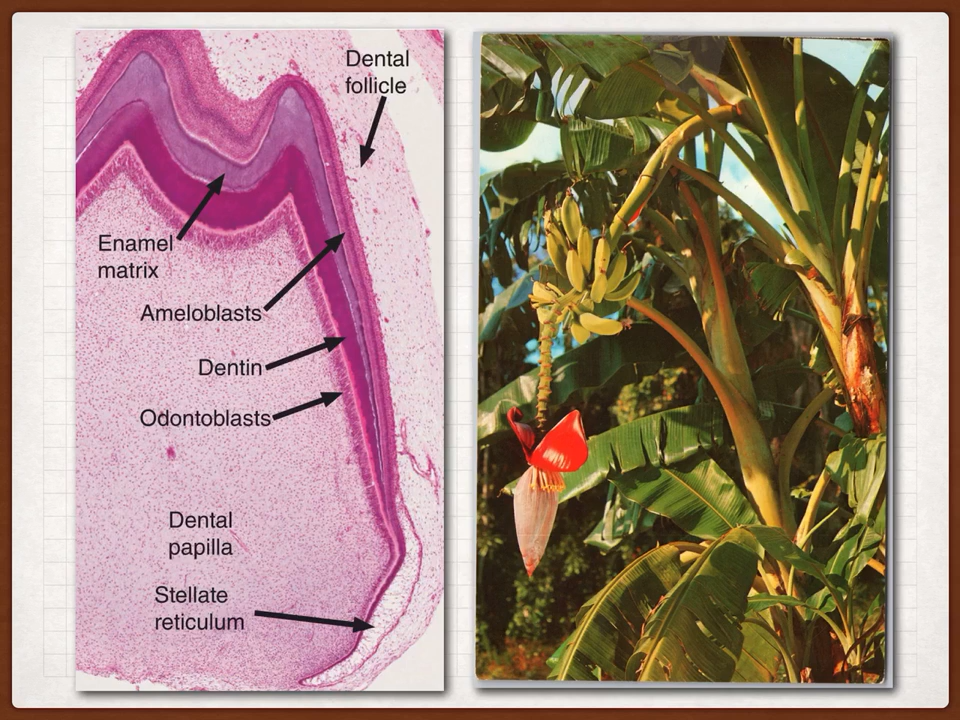 Dental
follicle
Enamel
matrix
Ameloblasts
Dentin
Odontoblasts
Dental
papilla
Stellate
reticulum